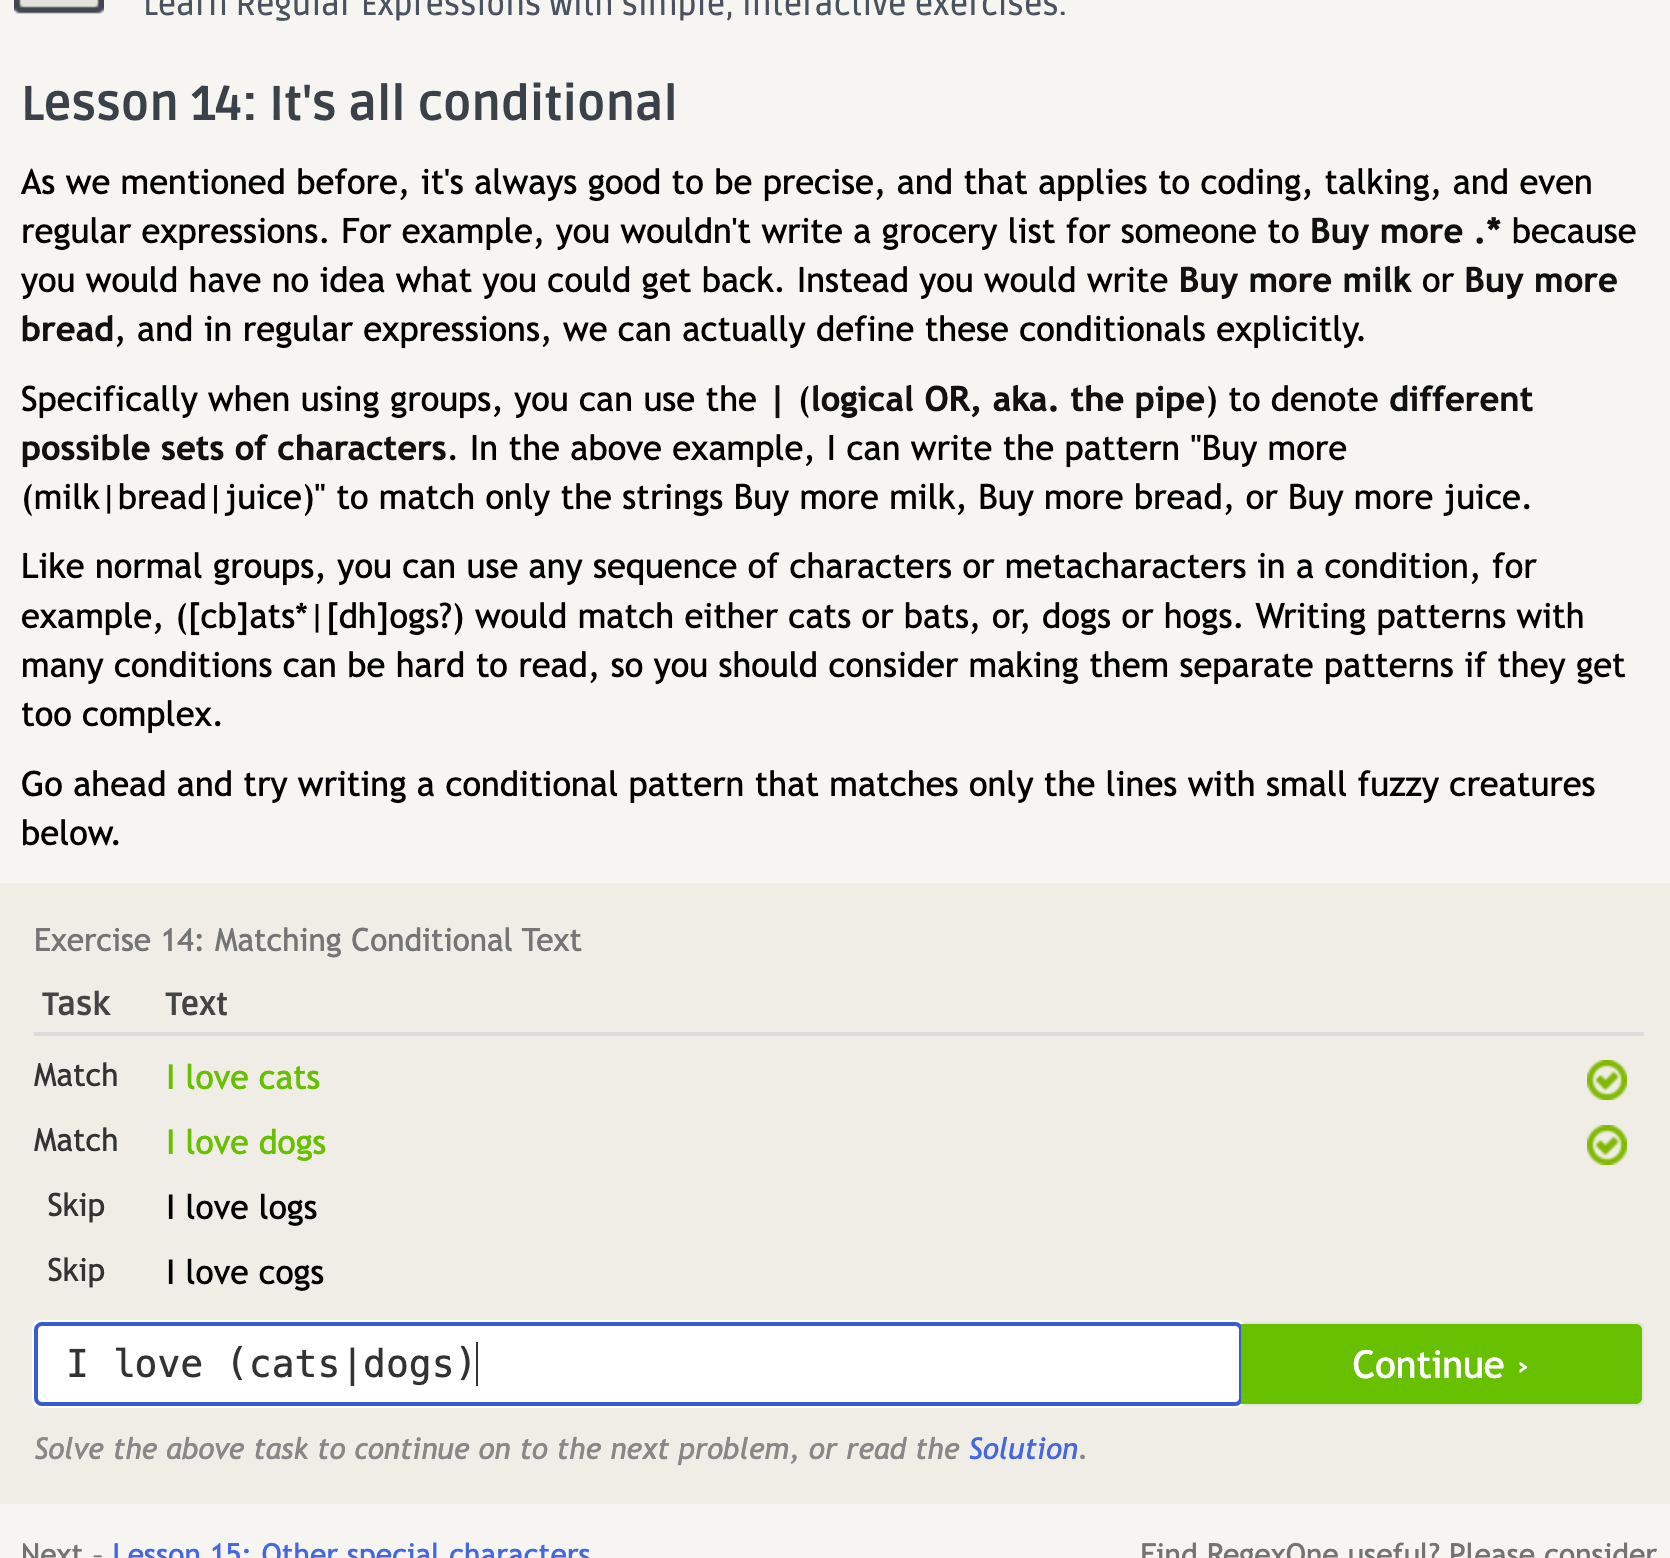 Learn Regular Expressions with simple, interactive exercises.
Lesson 14: It's all conditional
As we mentioned before, it's always good to be precise, and that applies to coding, talking, and even
regular expressions. For example, you wouldn't write a grocery list for someone to Buy more .* because
you would have no idea what you could get back. Instead you would write Buy more milk or Buy more
bread, and in regular expressions, we can actually define these conditionals explicitly.
Specifically when using groups, you can use the | (logical OR, aka. the pipe) to denote different
possible sets of characters. In the above example, I can write the pattern "Buy more
(milk|bread|juice)" to match only the strings Buy more milk, Buy more bread, or Buy more juice.
Like normal groups, you can use any sequence of characters or metacharacters in a condition, for
example, ([cb]ats*|[dh]ogs?) would match either cats or bats, or, dogs or hogs. Writing patterns with
many conditions can be hard to read, so you should consider making them separate patterns if they get
too complex.
Go ahead and try writing a conditional pattern that matches only the lines with small fuzzy creatures
below.
Exercise 14: Matching Conditional Text
Task Text
Match I love cats
Match I love dogs
Skip I love logs
Skip I love cogs
I love (cats|dogs)
Continue ›
Solve the above task to continue on to the next problem, or read the Solution.
Next – Lesson 15: Other special characters
Find RegexOne useful? Please consider